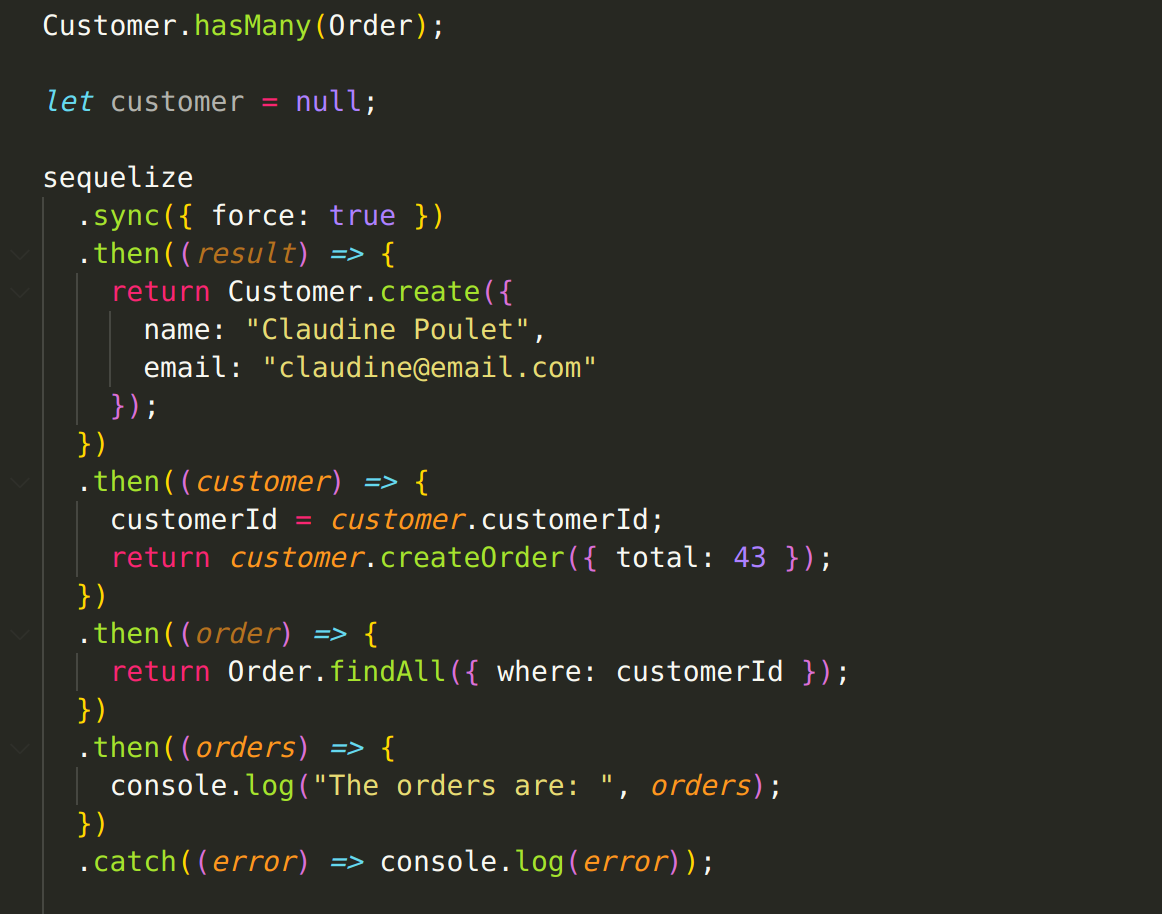 Customer.hasMany(Order);
let customer = null;
sequelize
.sync({ force: true })
.then((result) => {
return Customer.create({
name: "Claudine Poulet",
email: "claudine@email.com"
});
})
.then((customer) => {
customerId = customer.customerId;
return customer.createOrder({ total: 43 });
})
.then((order) => {
return Order.findAll({ where: customerId });
})
.then((orders) => {
console.log("The orders are: ", orders);
})
.catch((error) => console.log(error));